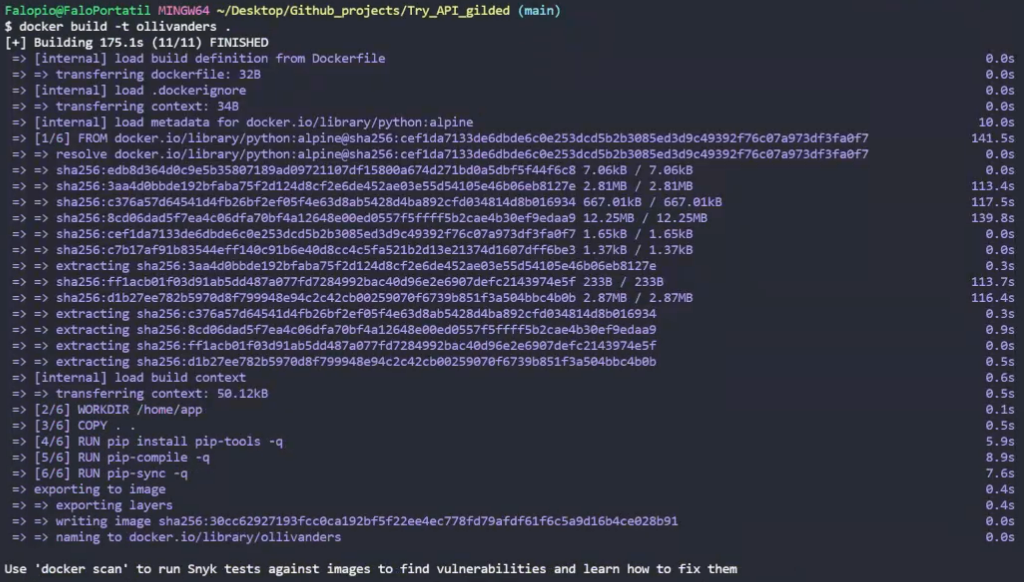 Falopio@FaloPortatil MINGW64 ~/Desktop/Github_projects/Try_API_gilded (main)
$ docker build -t ollivanders .
[+] Building 175.1s (11/11) FINISHED
=> [internal] load build definition from Dockerfile 0.0s
=> => transferring dockerfile: 32B 0.0s
=> [internal] load .dockerignore 0.0s
=> => transferring context: 34B 0.0s
=> [internal] load metadata for docker.io/library/python:alpine 10.0s
=> [1/6] FROM docker.io/library/python:alpine@sha256:cef1da7133de6dbde6c0e253dcd5b2b3085ed3d9c49392f76c07a973df3fa0f7 141.5s
=> => resolve docker.io/library/python:alpine@sha256:cef1da7133de6dbde6c0e253dcd5b2b3085ed3d9c49392f76c07a973df3fa0f7 0.0s
=> => sha256:edb8d364d0c9e5b35807189ad09721107df15800a674d271bd0a5dbf5f44f6c8 7.06kB / 7.06kB 0.0s
=> => sha256:3aa4d0bbde192bfaba75f2d124d8cf2e6de452ae03e55d54105e46b06eb8127e 2.81MB / 2.81MB 113.4s
=> => sha256:c376a57d64541d4fb26bf2ef05f4e63d8ab5428d4ba892cfd034814d8b016934 667.01kB / 667.01kB 117.5s
=> => sha256:8cd06dad5f7ea4c06dfa70bf4a12648e00ed0557f5ffff5b2cae4b30ef9edaa9 12.25MB / 12.25MB 139.8s
=> => sha256:cef1da7133de6dbde6c0e253dcd5b2b3085ed3d9c49392f76c07a973df3fa0f7 1.65kB / 1.65kB 0.0s
=> => sha256:c7b17af91b83544eff140c91b6e40d8cc4c5fa521b2d13e21374d1607dff6be3 1.37kB / 1.37kB 0.0s
=> => extracting sha256:3aa4d0bbde192bfaba75f2d124d8cf2e6de452ae03e55d54105e46b06eb8127e 0.3s
=> => sha256:ff1acb01f03d91ab5dd487a077fd7284992bac40d96e2e6907defc2143974e5f 233B / 233B 113.7s
=> => sha256:d1b27ee782b5970d8f799948e94c2c42cb00259070f6739b851f3a504bbc4b0b 2.87MB / 2.87MB 116.4s
=> => extracting sha256:c376a57d64541d4fb26bf2ef05f4e63d8ab5428d4ba892cfd034814d8b016934 0.3s
=> => extracting sha256:8cd06dad5f7ea4c06dfa70bf4a12648e00ed0557f5ffff5b2cae4b30ef9edaa9 0.9s
=> => extracting sha256:ff1acb01f03d91ab5dd487a077fd7284992bac40d96e2e6907defc2143974e5f 0.0s
=> => extracting sha256:d1b27ee782b5970d8f799948e94c2c42cb00259070f6739b851f3a504bbc4b0b 0.5s
=> [internal] load build context 0.6s
=> => transferring context: 50.12kB 0.5s
=> [2/6] WORKDIR /home/app 0.1s
=> [3/6] COPY . . 0.5s
=> [4/6] RUN pip install pip-tools -q 5.9s
=> [5/6] RUN pip-compile -q 8.9s
=> [6/6] RUN pip-sync -q 7.6s
=> exporting to image 0.4s
=> => exporting layers 0.4s
=> => writing image sha256:30cc62927193fcc0ca192bf5f22ee4ec778fd79afdf61f6c5a9d16b4ce028b91 0.0s
=> => naming to docker.io/library/ollivanders 0.0s
Use 'docker scan' to run Snyk tests against images to find vulnerabilities and learn how to fix them